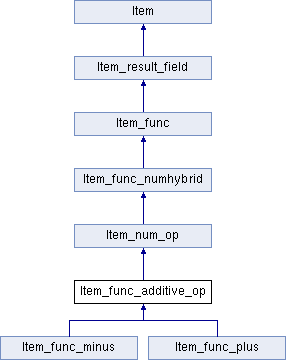 Item
Item_result_field
Item_func
Item_func_numhybrid
Item_num_op
Item_func_additive_op
Item_func_minus
Item_func_plus